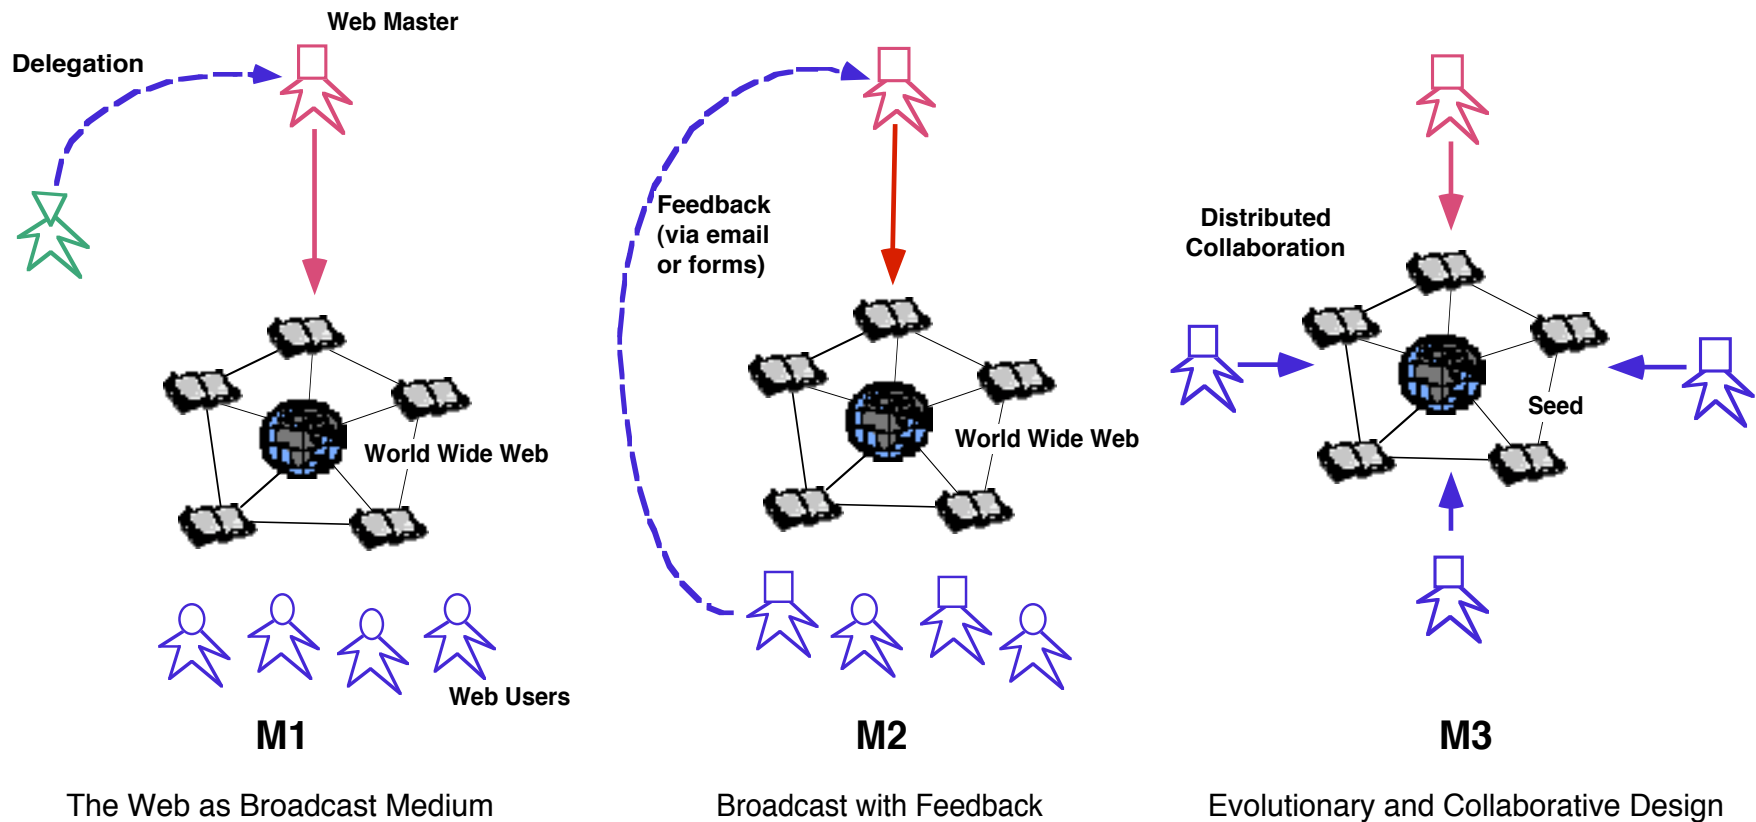 Web Master
Delegation
World Wide Web
Web Users
M1
The Web as Broadcast Medium
Feedback
(via email
or forms)
World Wide Web
M2
Broadcast with Feedback
Distributed
Collaboration
Seed
M3
Evolutionary and Collaborative Design